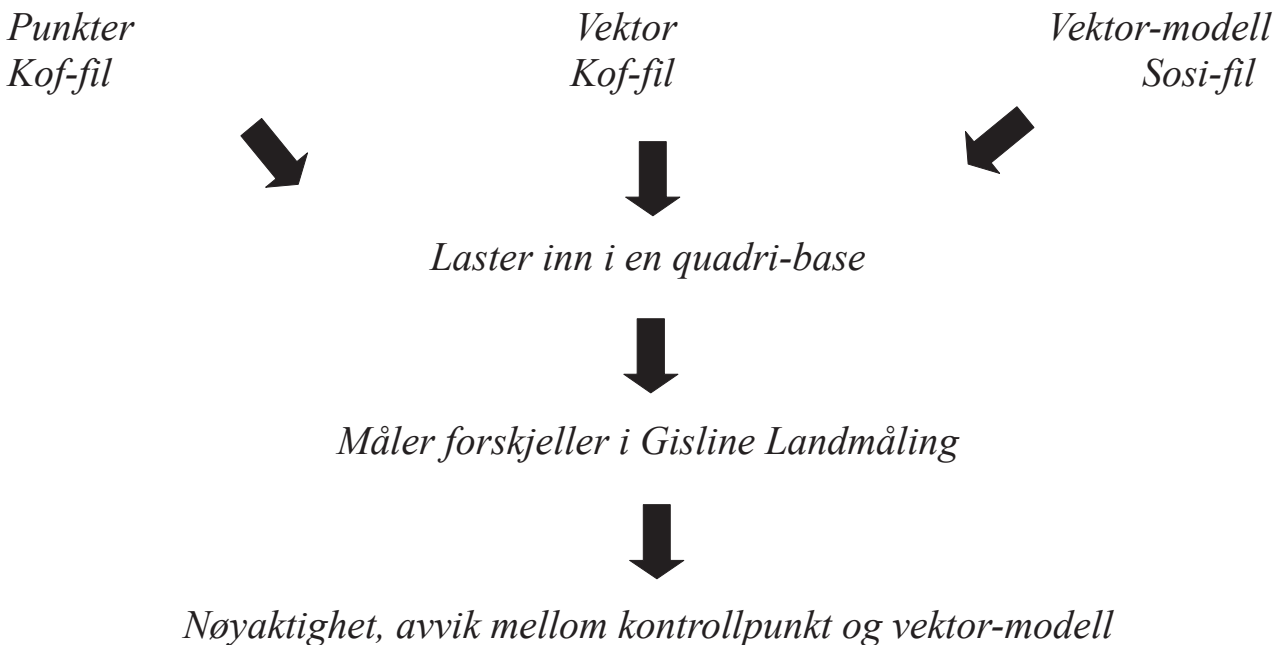 Punkter
Kof-fil
Vektor
Kof-fil
Vektor-modell
Sosi-fil
Laster inn i en quadri-base
Måler forskjeller i Gisline Landmåling
Nøyaktighet, avvik mellom kontrollpunkt og vektor-modell